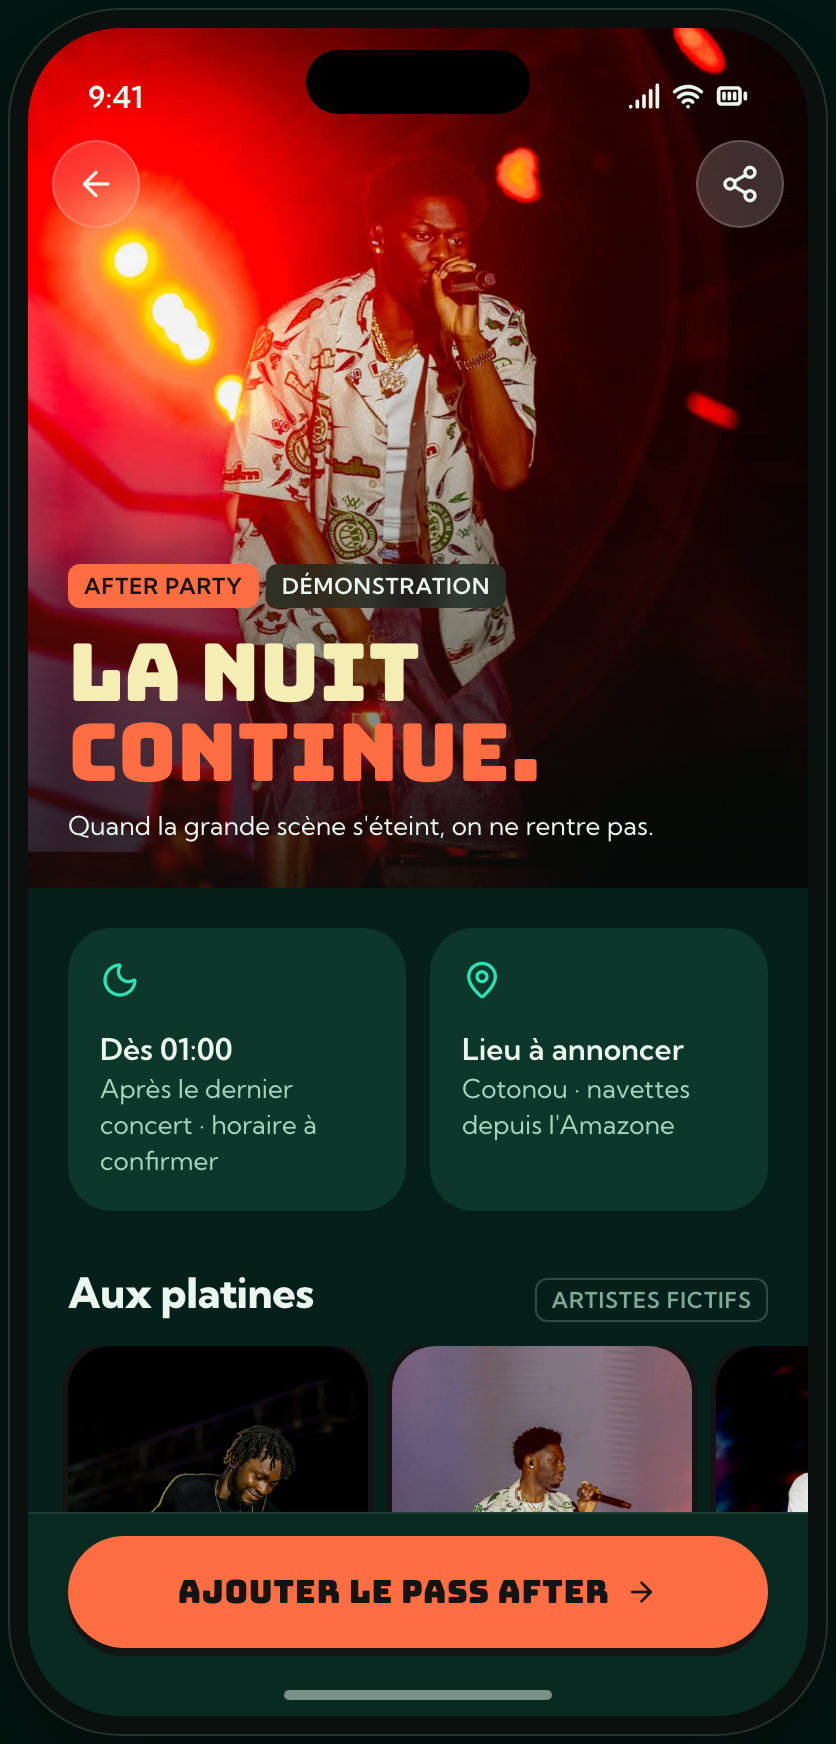 9:41
AFTER PARTY
DÉMONSTRATION
LA NUIT
CONTINUE.
Quand la grande scène s'éteint, on ne rentre pas.
Dès 01:00
Après le dernier
concert · horaire à
confirmer
Lieu à annoncer
Cotonou · navettes
depuis l'Amazone
Aux platines
ARTISTES FICTIFS
AJOUTER LE PASS AFTER